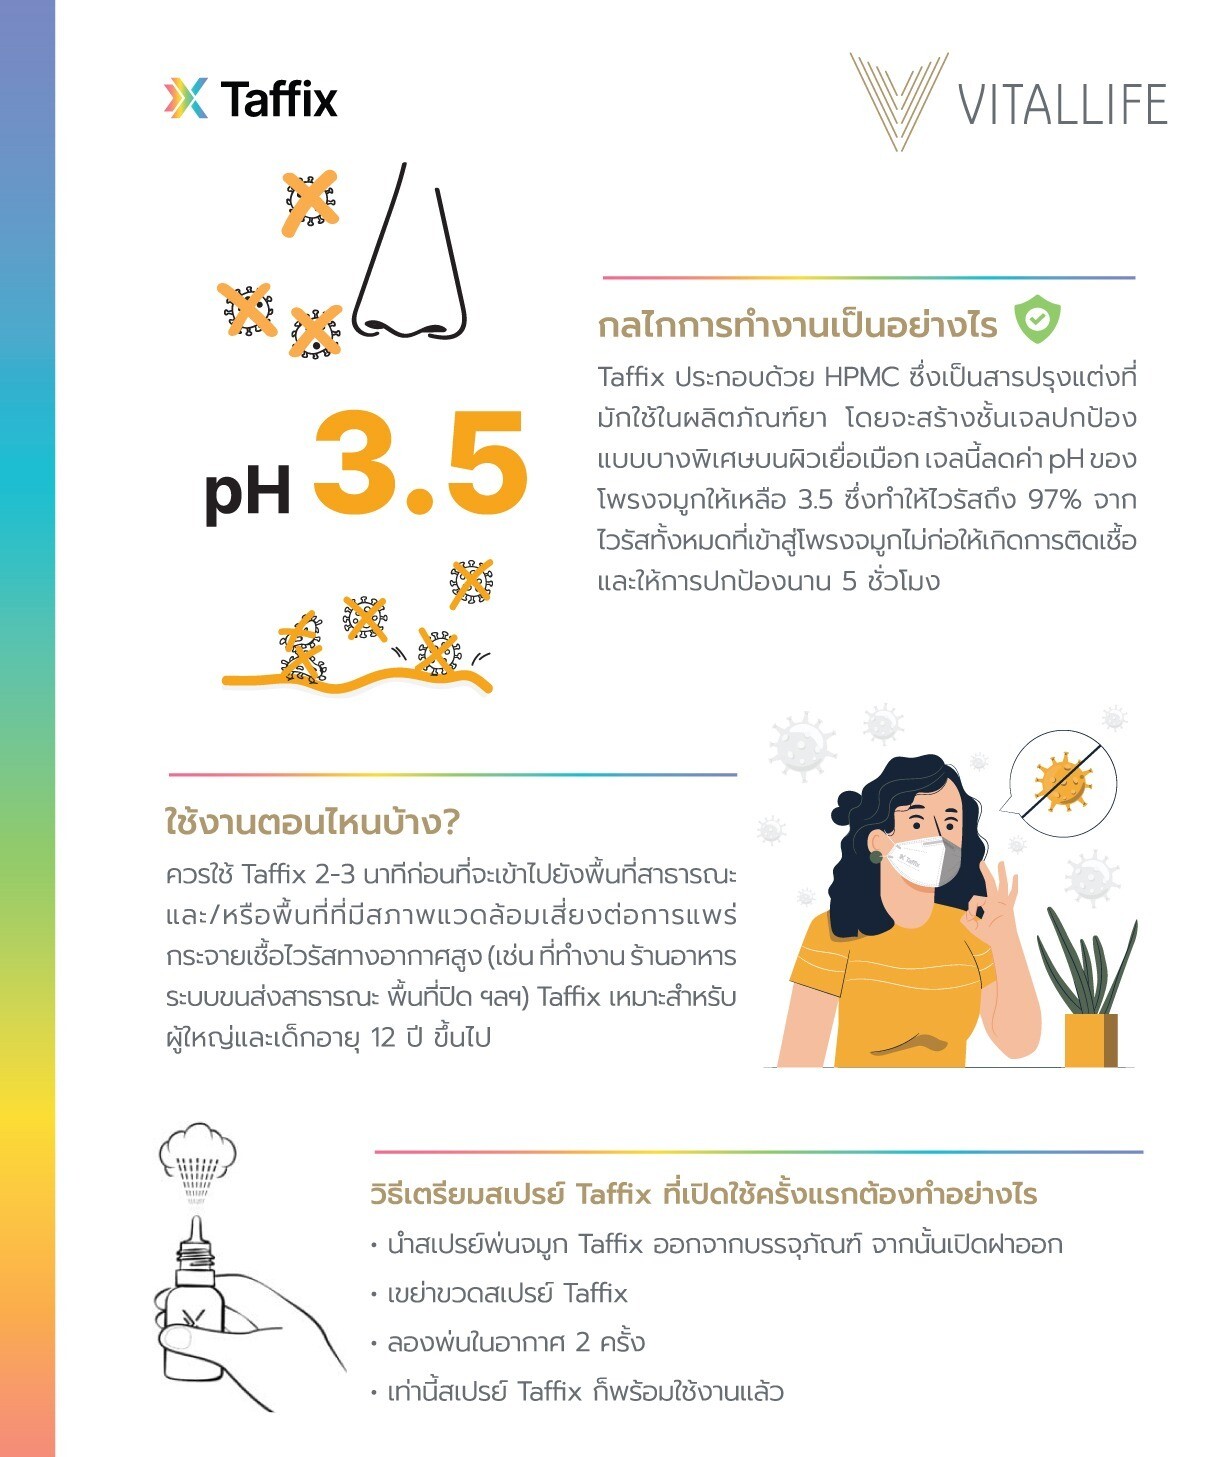 Taffix
VITALLIFE
pH 3.5
กลไกการทำงานเป็นอย่างไร
Taffix ประกอบด้วย HPMC ซึ่งเป็นสารปรุงแต่งที่
มักใช้ในผลิตภัณฑ์ยา โดยจะสร้างชั้นเจลปกป้อง
แบบบางพิเศษบนผิวเยื่อเมือก เจลนี้ลดค่า pH ของ
โพรงจมูกให้เหลือ 3.5 ซึ่งทำให้ไวรัสถึง 97% จาก
ไวรัสทั้งหมดที่เข้าสู่โพรงจมูกไม่ก่อให้เกิดการติดเชื้อ
และให้การปกป้องนาน 5 ชั่วโมง
ใช้งานตอนไหนบ้าง?
ควรใช้ Taffix 2-3 นาทีก่อนที่จะเข้าไปยังพื้นที่สาธารณะ
และ/หรือพื้นที่ที่มีสภาพแวดล้อมเสี่ยงต่อการแพร่
กระจายเชื้อไวรัสทางอากาศสูง (เช่น ที่ทำงาน ร้านอาหาร
ระบบขนส่งสาธารณะ พื้นที่ปิด ฯลฯ) Taffix เหมาะสำหรับ
ผู้ใหญ่และเด็กอายุ 12 ปี ขึ้นไป
Taffix
วิธีเตรียมสเปรย์ Taffix ที่เปิดใช้ครั้งแรกต้องทำอย่างไร
• นำสเปรย์พ่นจมูก Taffix ออกจากบรรจุภัณฑ์ จากนั้นเปิดฝาออก
• เขย่าขวดสเปรย์ Taffix
• ลองพ่นในอากาศ 2 ครั้ง
• เท่านี้สเปรย์ Taffix ก็พร้อมใช้งานแล้ว